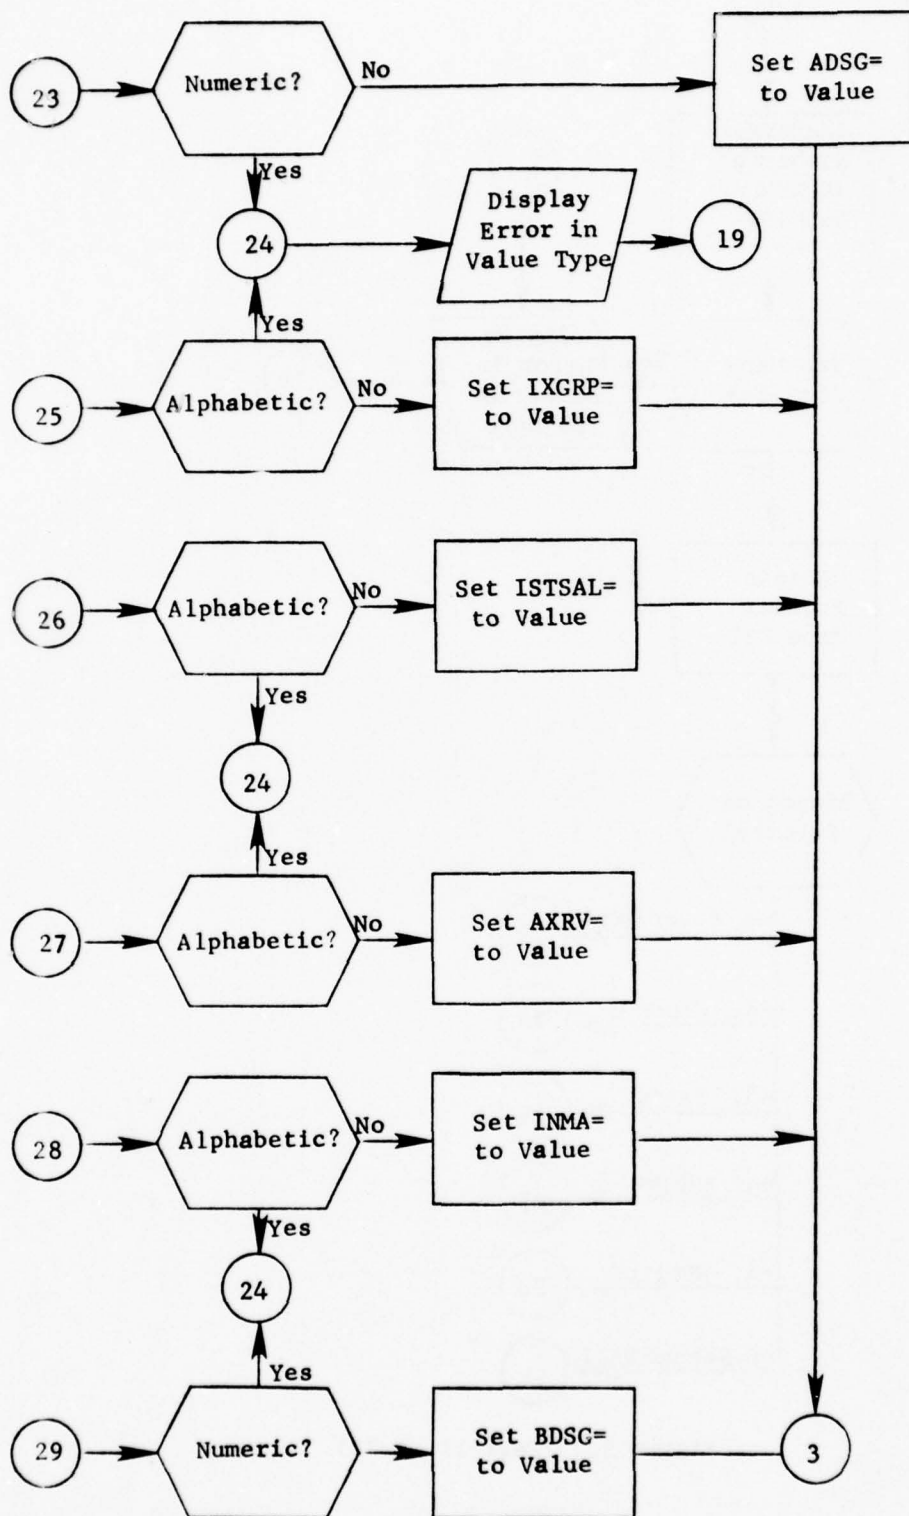 23
Numeric?
No
Set ADSG=
to Value
Yes
24
Display
Error in
Value Type
19
Yes
25
Alphabetic?
No
Set IXGRP=
to Value
26
Alphabetic?
No
Set ISTSAL=
to Value
Yes
24
Yes
27
Alphabetic?
No
Set AXRV=
to Value
28
Alphabetic?
No
Set INMA=
to Value
Yes
24
Yes
29
Numeric?
Set BDSG=
to Value
3